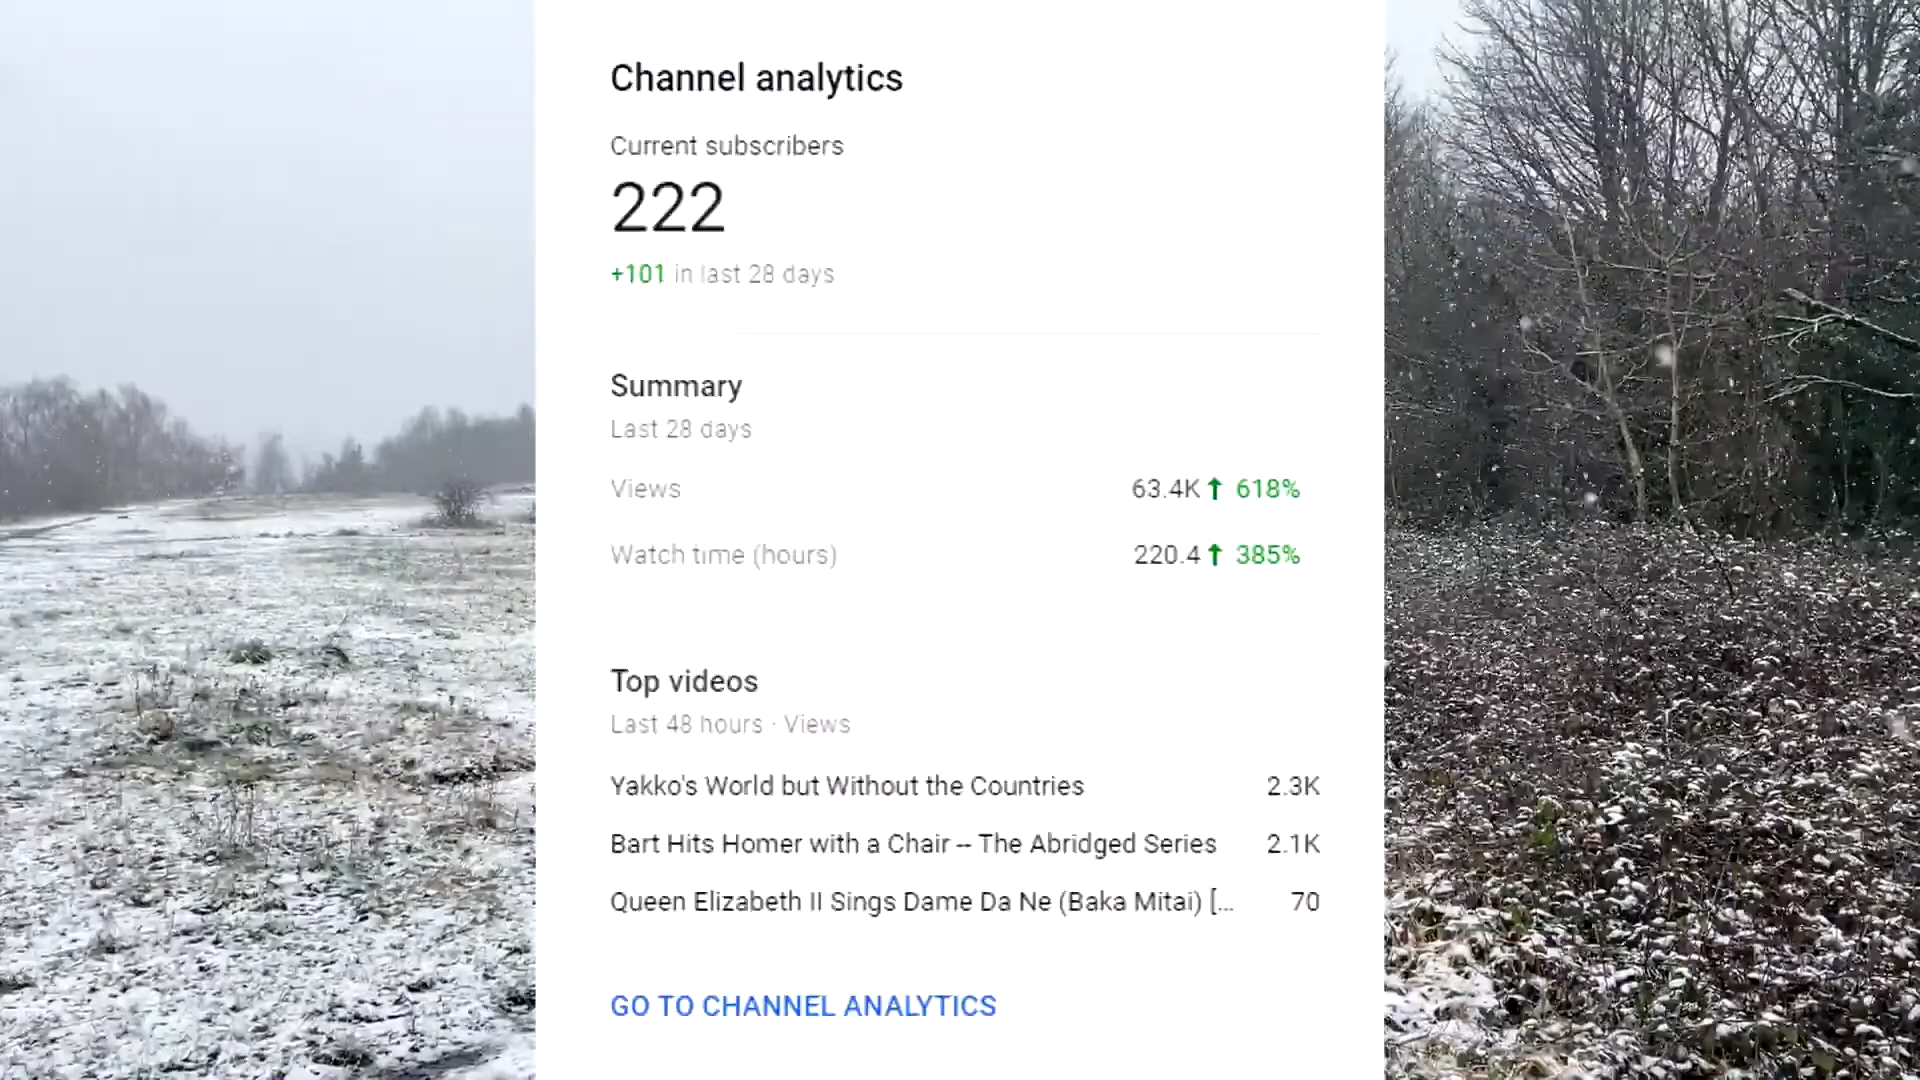 Channel analytics
Current subscribers
222
+101 in last 28 days
Summary
Last 28 days
Views 63.4K 618%
Watch time (hours) 220.4 385%
Top videos
Last 48 hours · Views
Yakko's World but Without the Countries 2.3K
Bart Hits Homer with a Chair -- The Abridged Series 2.1K
Queen Elizabeth II Sings Dame Da Ne (Baka Mitai) [... 70
GO TO CHANNEL ANALYTICS